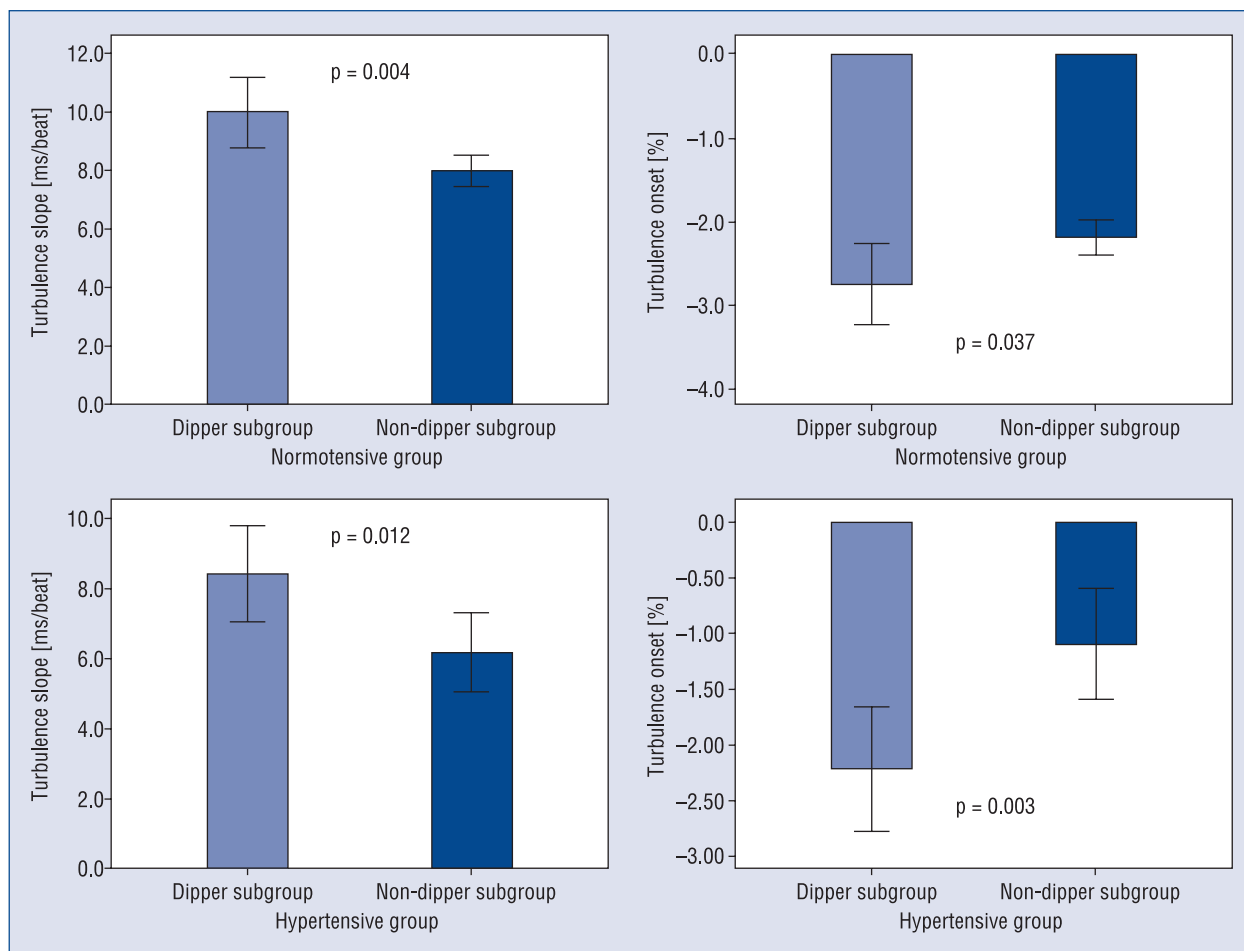 12.0
10.0
8.0
6.0
4.0
2.0
0.0
Turbulence slope [ms/beat]
p = 0.004
Dipper subgroup Non-dipper subgroup
Normotensive group
0.0
−1.0
−2.0
−3.0
−4.0
Turbulence onset [%]
p = 0.037
Dipper subgroup Non-dipper subgroup
Normotensive group
10.0
8.0
6.0
4.0
2.0
0.0
Turbulence slope [ms/beat]
p = 0.012
Dipper subgroup Non-dipper subgroup
Hypertensive group
0.0
−0.50
−1.00
−1.50
−2.00
−2.50
−3.00
Turbulence onset [%]
p = 0.003
Dipper subgroup Non-dipper subgroup
Hypertensive group